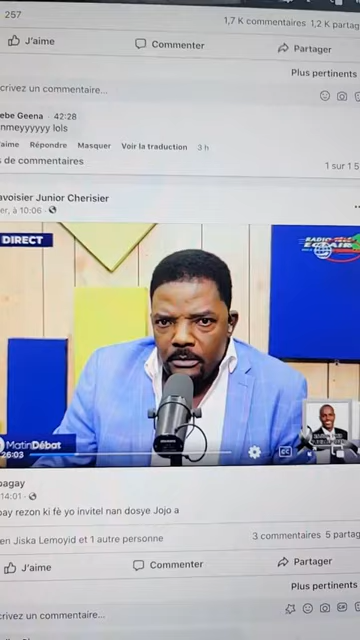 257
1,7 K commentaires 1,2 K partag
J'aime
Commenter
Partager
Plus pertinents
crivez un commentaire...
ebe Geena · 42:28
nmeyyyyyy lols
aime Répondre Masquer Voir la traduction 3 h
s de commentaires
1 sur 1 5
avoisier Junior Cherisier
er, à 10:06 ·
DIRECT
MatinDébat
26:03
pagay
14:01 ·
pay rezon ki fè yo invitel nan dosye Jojo a
en Jiska Lemoyid et 1 autre personne
3 commentaires 5 partag
J'aime
Commenter
Partager
Plus pertinents
crivez un commentaire...